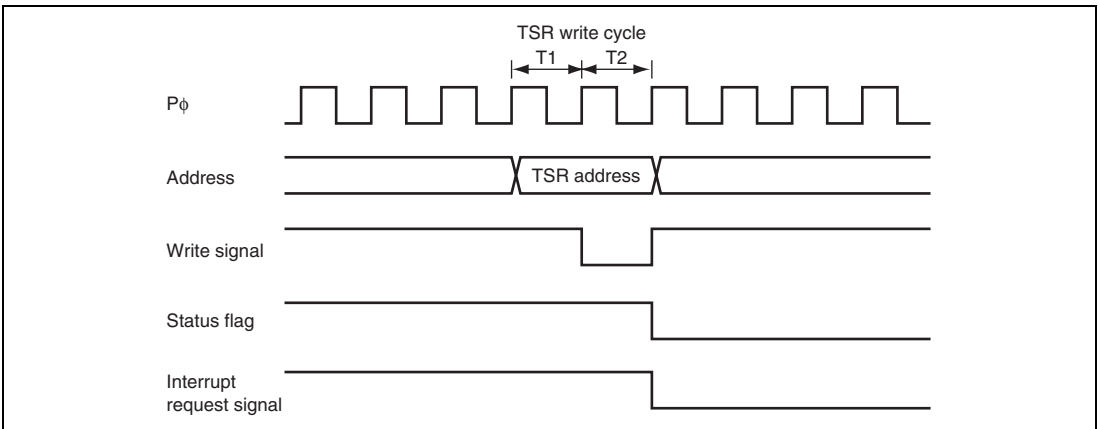 TSR write cycle
T1 T2
Pϕ
Address
TSR address
Write signal
Status flag
Interrupt
request signal